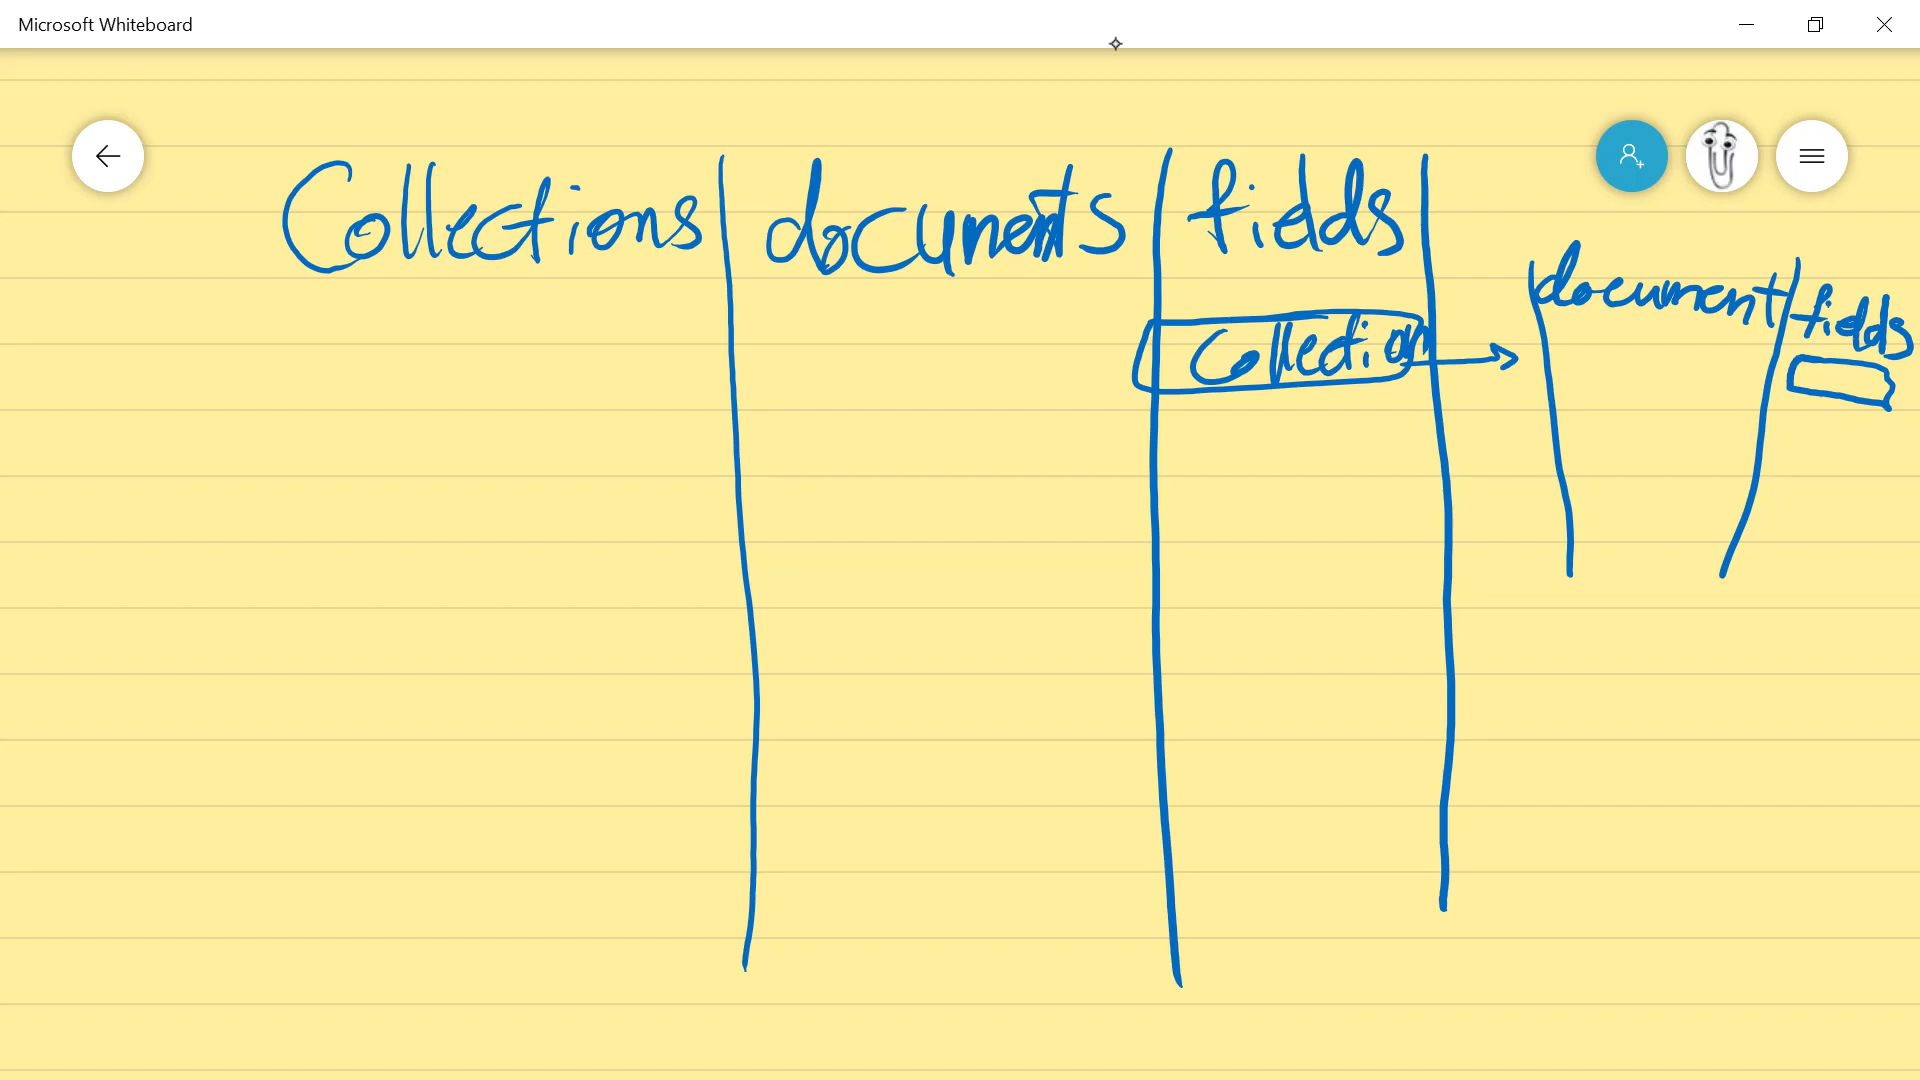 Microsoft Whiteboard
Collections documents fields
document fields
Collection